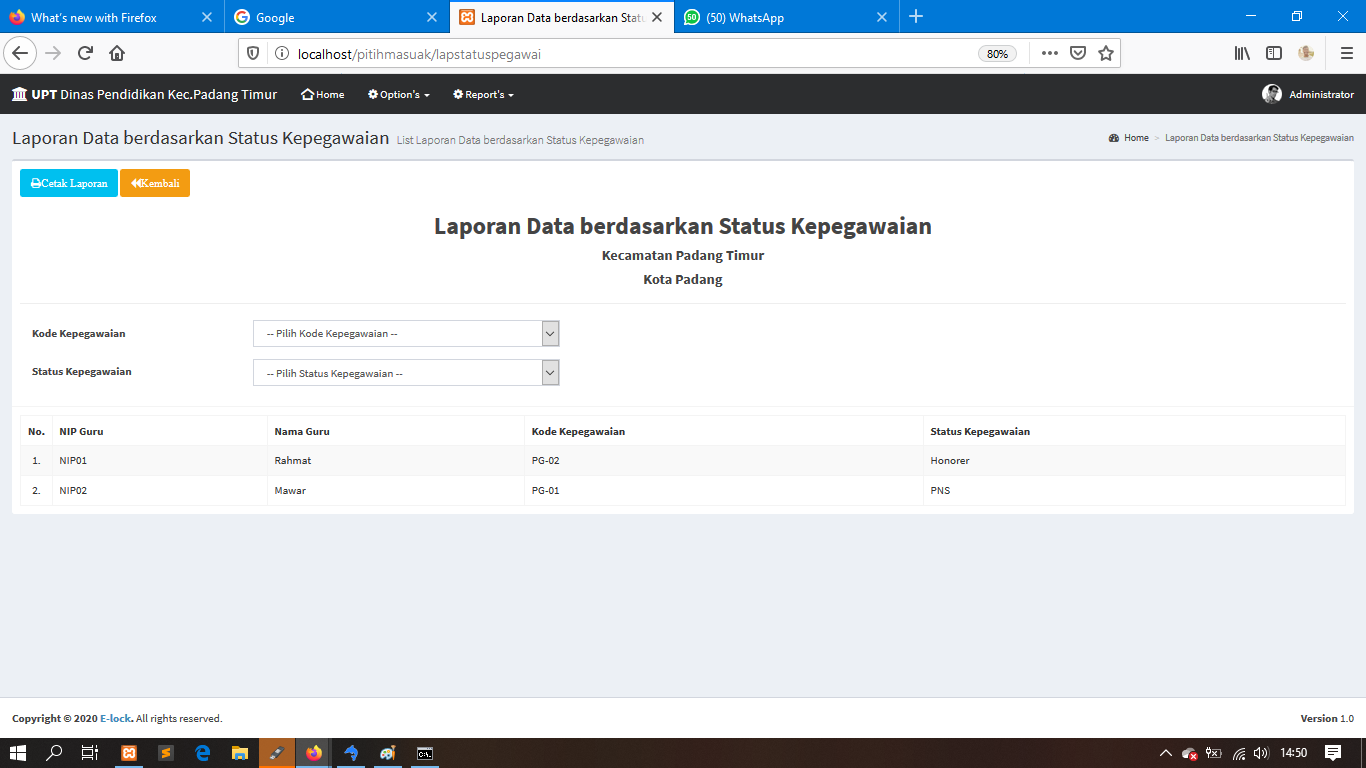 What's new with Firefox
Google
Laporan Data berdasarkan Statu
50 (50) WhatsApp
localhost/pitihmasuak/lapstatuspegawai
80%
UPT Dinas Pendidikan Kec.Padang Timur Home Option's Report's Administrator
Laporan Data berdasarkan Status Kepegawaian List Laporan Data berdasarkan Status Kepegawaian Home > Laporan Data berdasarkan Status Kepegawaian
Cetak Laporan Kembali
Laporan Data berdasarkan Status Kepegawaian
Kecamatan Padang Timur
Kota Padang
Kode Kepegawaian -- Pilih Kode Kepegawaian --
Status Kepegawaian -- Pilih Status Kepegawaian --
No. NIP Guru Nama Guru Kode Kepegawaian Status Kepegawaian
1. NIP01 Rahmat PG-02 Honorer
2. NIP02 Mawar PG-01 PNS
Copyright © 2020 E-lock. All rights reserved. Version 1.0
14:50